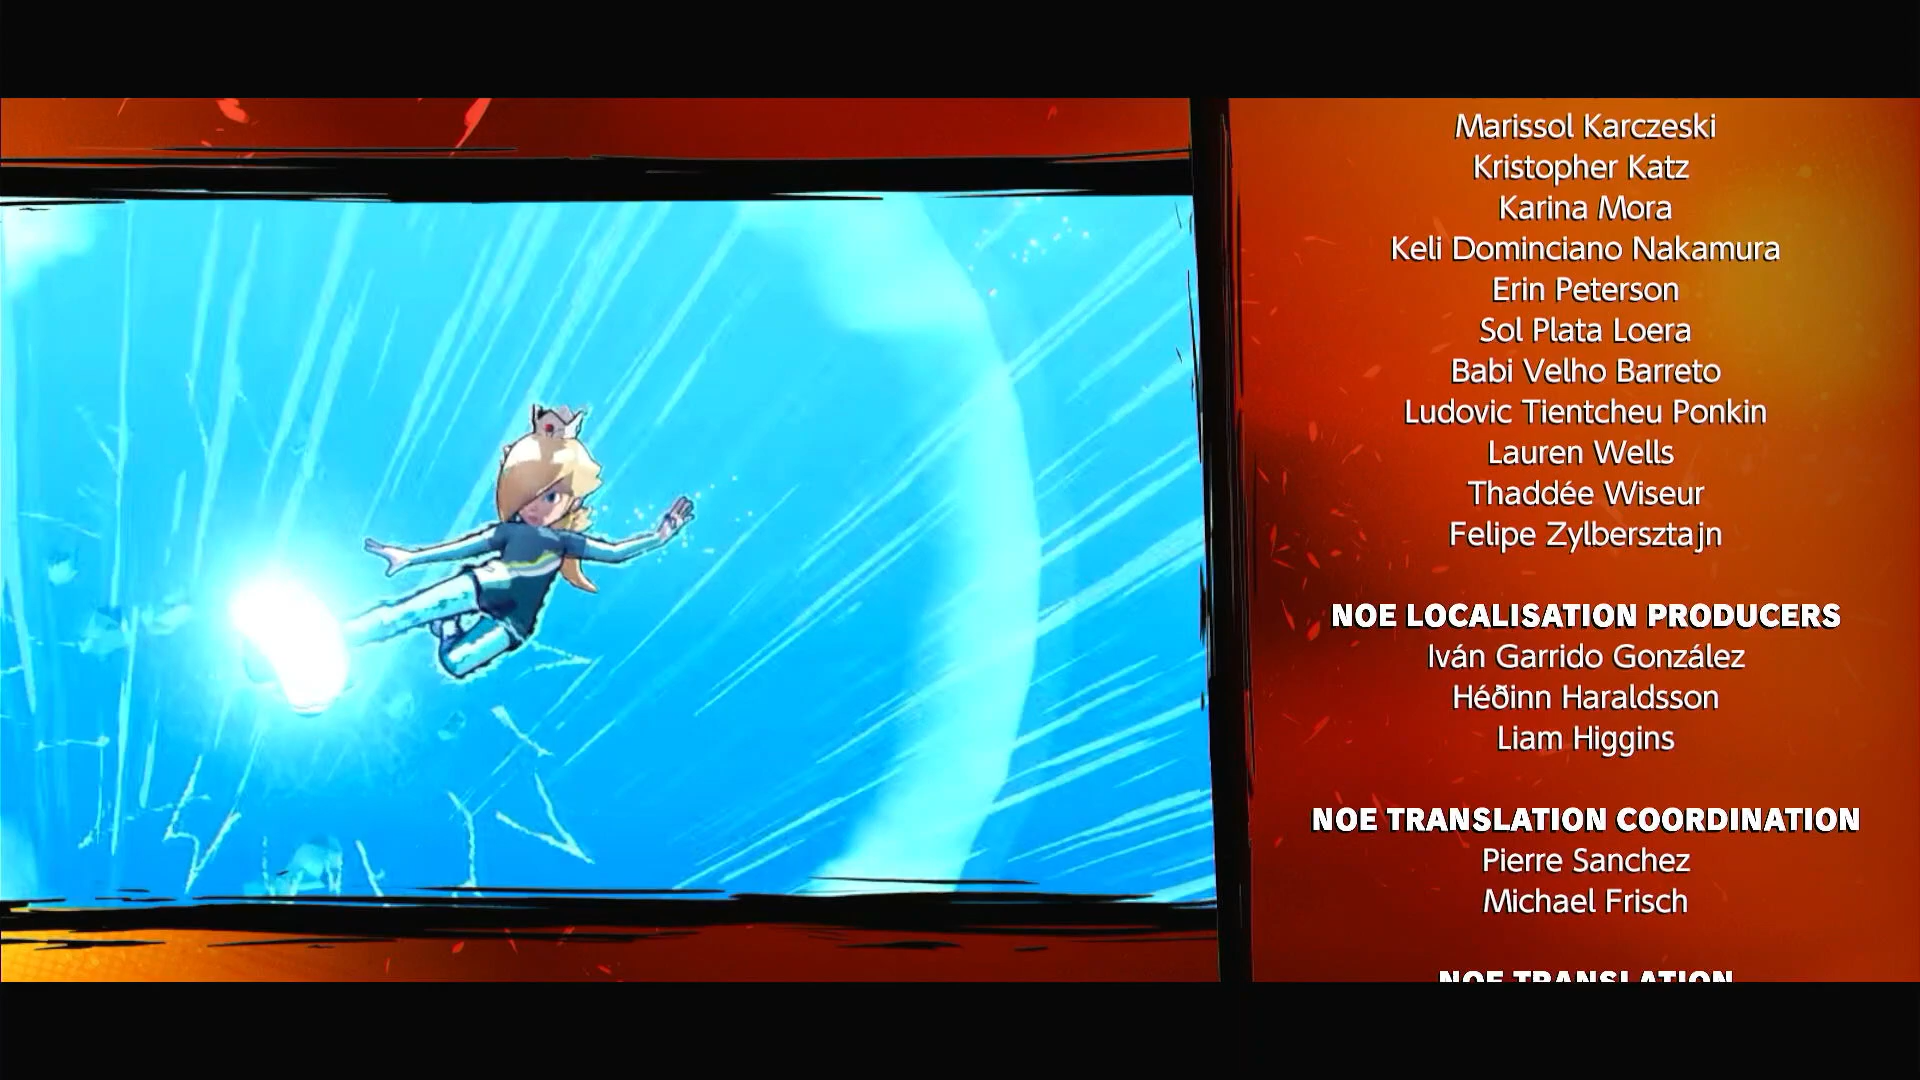 Marissol Karczeski
Kristopher Katz
Karina Mora
Keli Dominciano Nakamura
Erin Peterson
Sol Plata Loera
Babi Velho Barreto
Ludovic Tientcheu Ponkin
Lauren Wells
Thaddée Wiseur
Felipe Zylbersztajn
NOE LOCALISATION PRODUCERS
Iván Garrido González
Héðinn Haraldsson
Liam Higgins
NOE TRANSLATION COORDINATION
Pierre Sanchez
Michael Frisch
NOE TRANSLATION